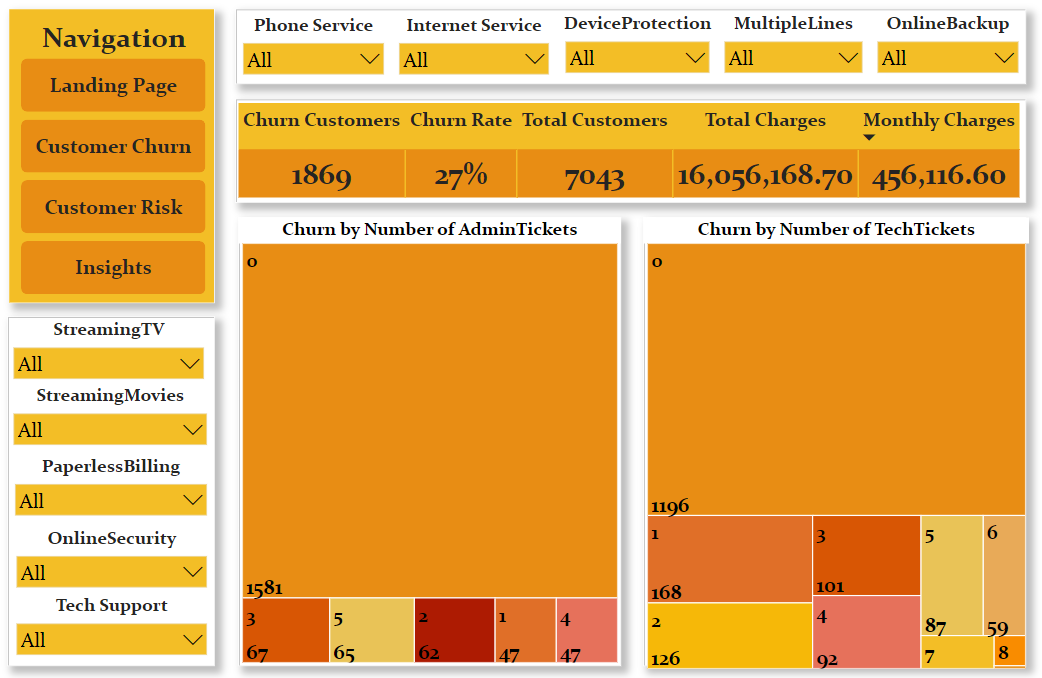 Navigation
Landing Page
Customer Churn
Customer Risk
Insights
Phone Service
All
Internet Service
All
DeviceProtection
All
MultipleLines
All
OnlineBackup
All
Churn Customers Churn Rate Total Customers Total Charges Monthly Charges
1869 27% 7043 16,056,168.70 456,116.60
StreamingTV
All
StreamingMovies
All
PaperlessBilling
All
OnlineSecurity
All
Tech Support
All
Churn by Number of AdminTickets
0
1581
3
67
5
65
2
62
1
47
4
47
Churn by Number of TechTickets
0
1196
1
168
2
126
3
101
4
92
5
87
6
59
7
8